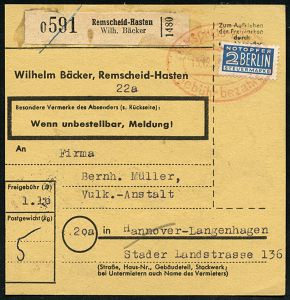 0591 Remscheid-Hasten
Wilh. Bäcker
1480
Zum Aufkleben
der Freimarken
durch
NOTOPFER
2 BERLIN
STEUERMARKE
Gebühr bezahlt
Wilhelm Bäcker, Remscheid-Hasten
22a
Besondere Vermerke des Absenders (s. Rückseite):
Wenn unbestellbar, Meldung!
An
Firma
Bernh. Müller,
Vulk.-Anstalt
Freigebühr
Postgewicht (kg)
5
20a in Hannover-Langenhagen
Stader Landstrasse 136
(Straße, Haus-Nr., Gebäudeteil, Stockwerk;
bei Untermietern auch Name des Vermieters)